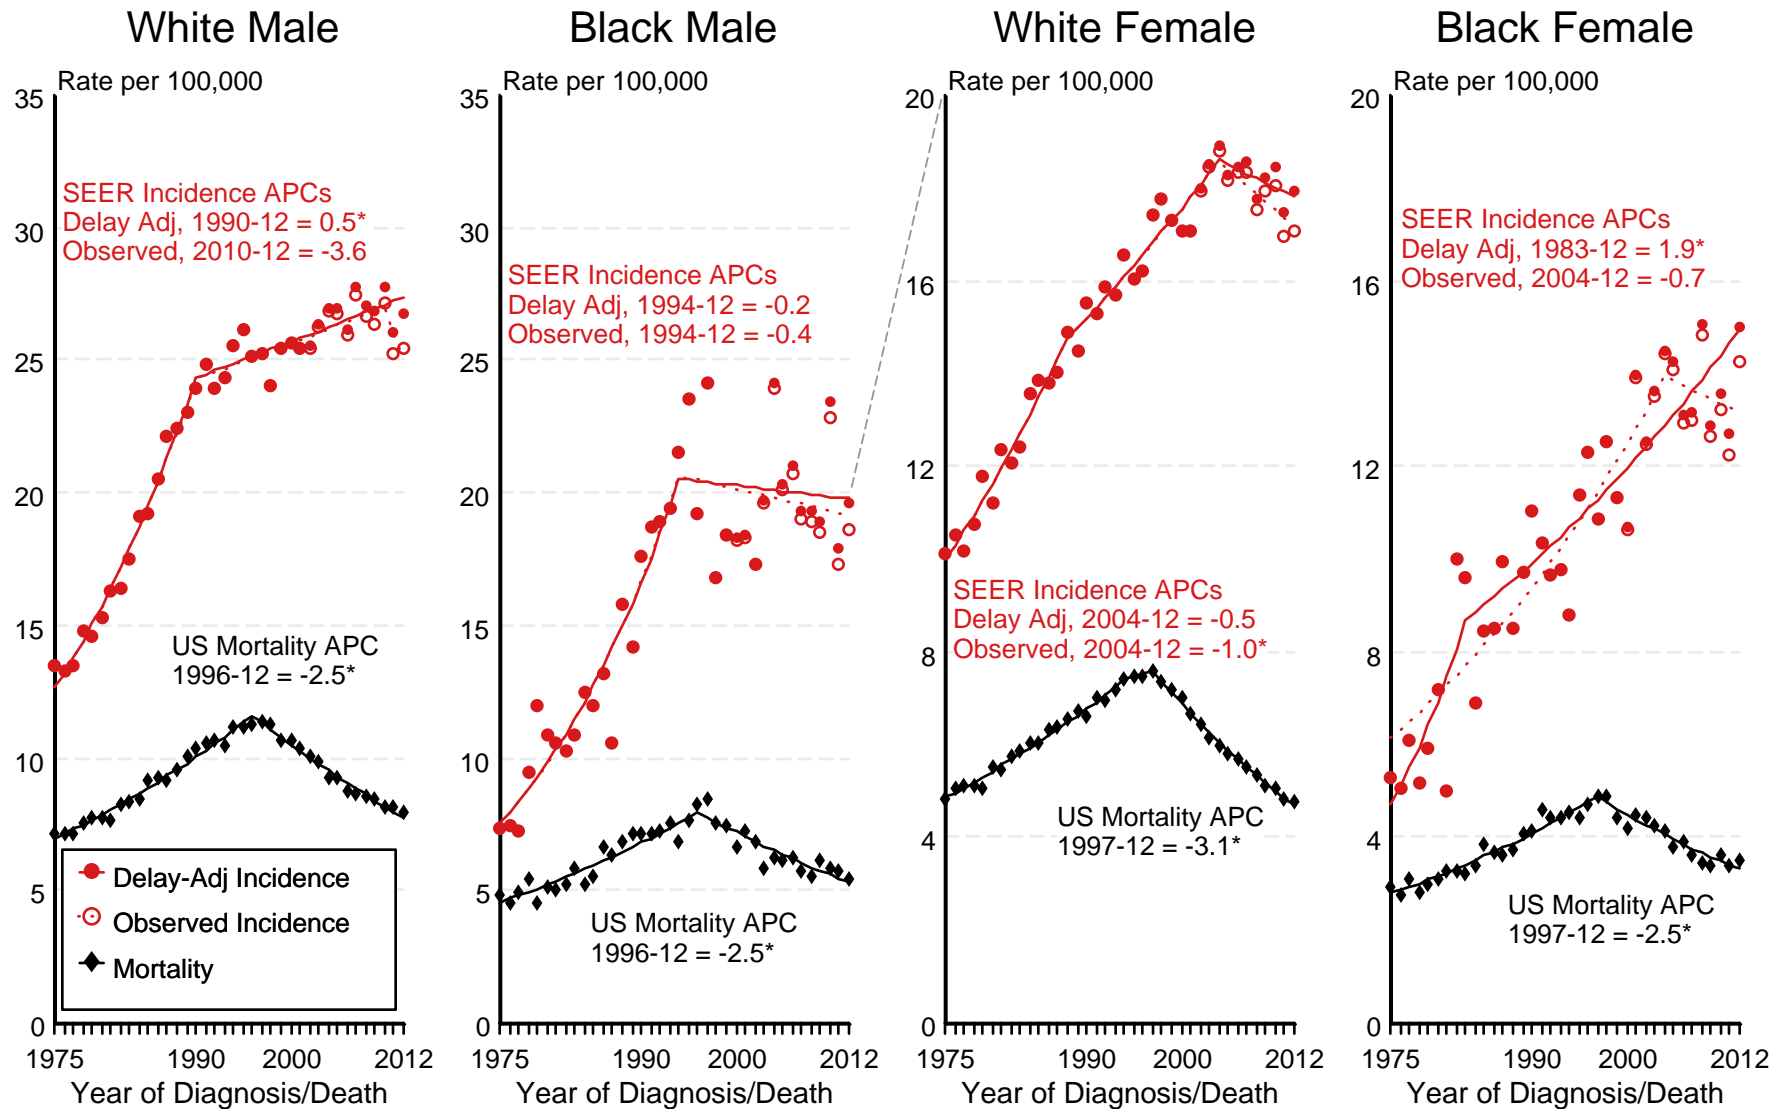 White Male
Rate per 100,000
35
30
25
20
15
10
5
0
SEER Incidence APCs
Delay Adj, 1990-12 = 0.5*
Observed, 2010-12 = -3.6
US Mortality APC
1996-12 = -2.5*
Delay-Adj Incidence
Observed Incidence
Mortality
1975
1990
2000
2012
Year of Diagnosis/Death
Black Male
Rate per 100,000
35
30
25
20
15
10
5
0
SEER Incidence APCs
Delay Adj, 1994-12 = -0.2
Observed, 1994-12 = -0.4
US Mortality APC
1996-12 = -2.5*
1975
1990
2000
2012
Year of Diagnosis/Death
White Female
Rate per 100,000
20
16
12
8
4
0
SEER Incidence APCs
Delay Adj, 2004-12 = -0.5
Observed, 2004-12 = -1.0*
US Mortality APC
1997-12 = -3.1*
1975
1990
2000
2012
Year of Diagnosis/Death
Black Female
Rate per 100,000
20
16
12
8
4
0
SEER Incidence APCs
Delay Adj, 1983-12 = 1.9*
Observed, 2004-12 = -0.7
US Mortality APC
1997-12 = -2.5*
1975
1990
2000
2012
Year of Diagnosis/Death